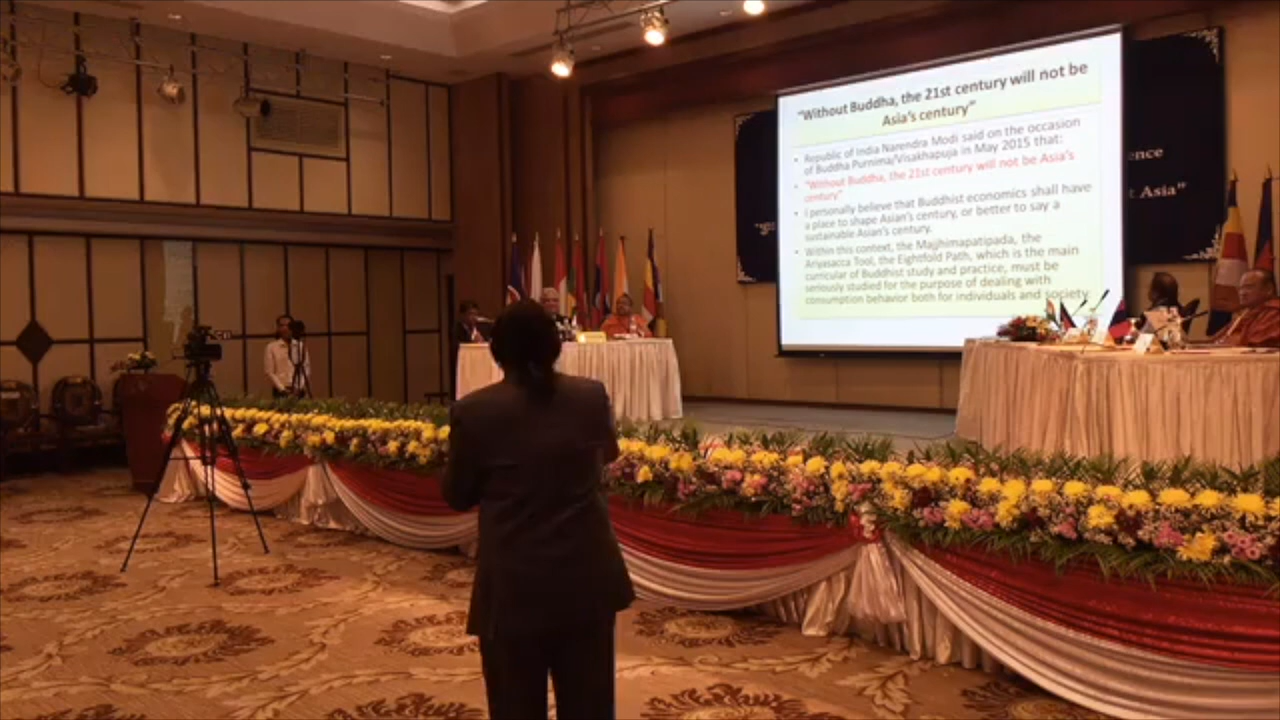 "Without Buddha, the 21st century will not be
Asia's century"
• Republic of India Narendra Modi said on the occasion
of Buddha Purnima/Visakhapuja in May 2015 that:
• "Without Buddha, the 21st century will not be Asia's
century"
• I personally believe that Buddhist economics shall have
a place to shape Asian's century, or better to say a
sustainable Asian's century.
• Within this context, the Majjhimapatipada, the
Ariyasacca Tool, the Eightfold Path, which is the main
curricular of Buddhist study and practice, must be
seriously studied for the purpose of dealing with
consumption behavior both for individuals and society
ence
t Asia"